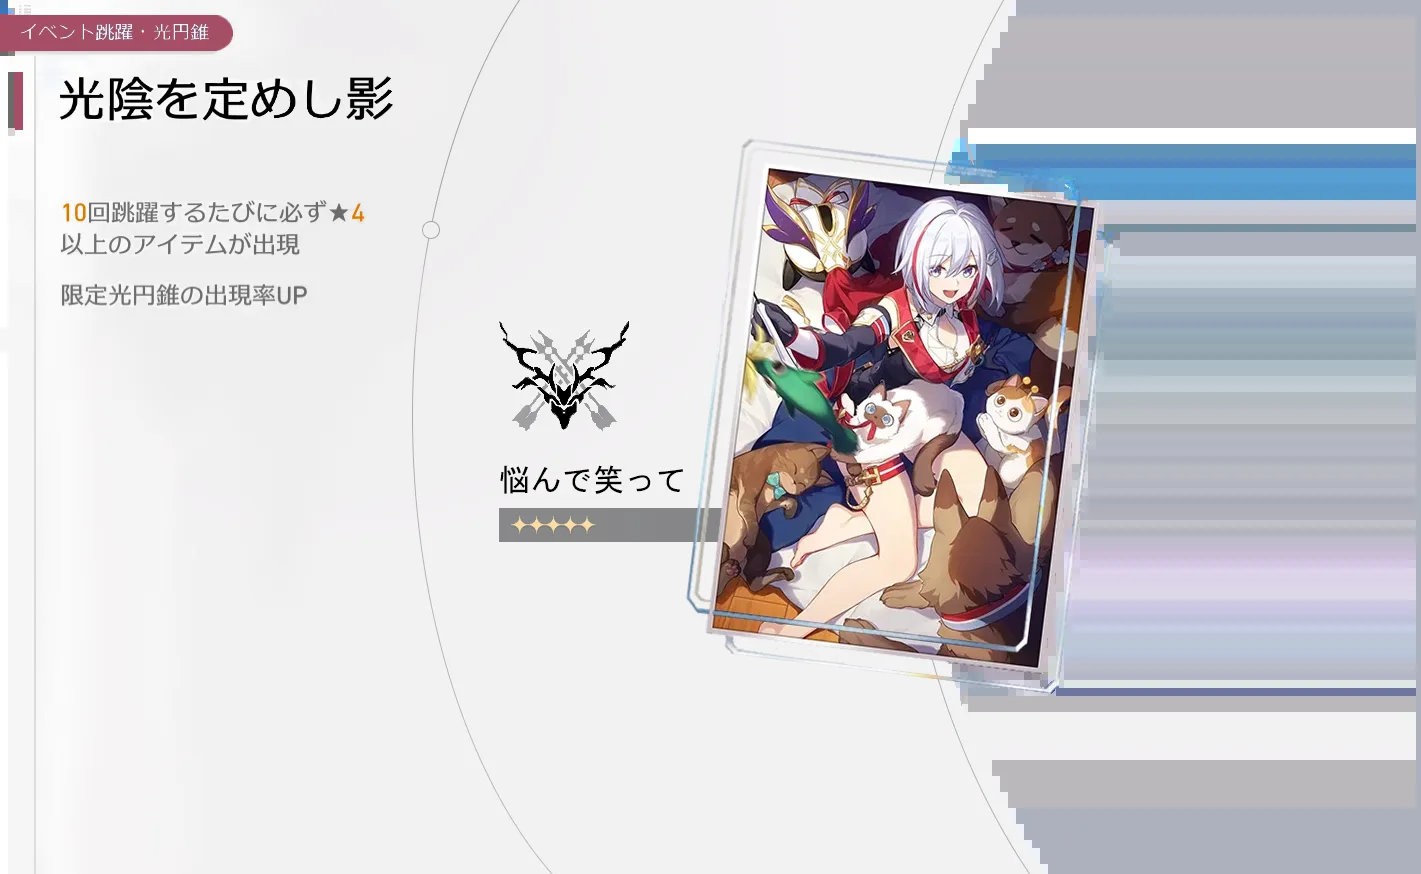 イベント跳躍・光円錐
光陰を定めし影
10回跳躍するたびに必ず★4
以上のアイテムが出現
限定光円錐の出現率UP
悩んで笑って